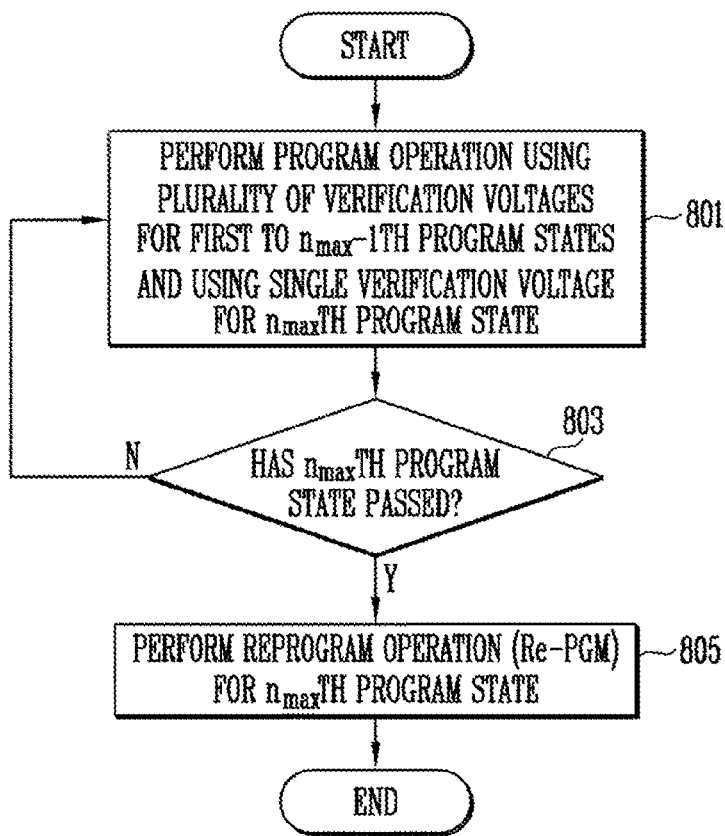 START
PERFORM PROGRAM OPERATION USING
PLURALITY OF VERIFICATION VOLTAGES
FOR FIRST TO nmax-1TH PROGRAM STATES
AND USING SINGLE VERIFICATION VOLTAGE
FOR nmaxTH PROGRAM STATE
801
803
N
HAS nmaxTH PROGRAM
STATE PASSED?
Y
PERFORM REPROGRAM OPERATION (Re-PGM)
FOR nmaxTH PROGRAM STATE
805
END